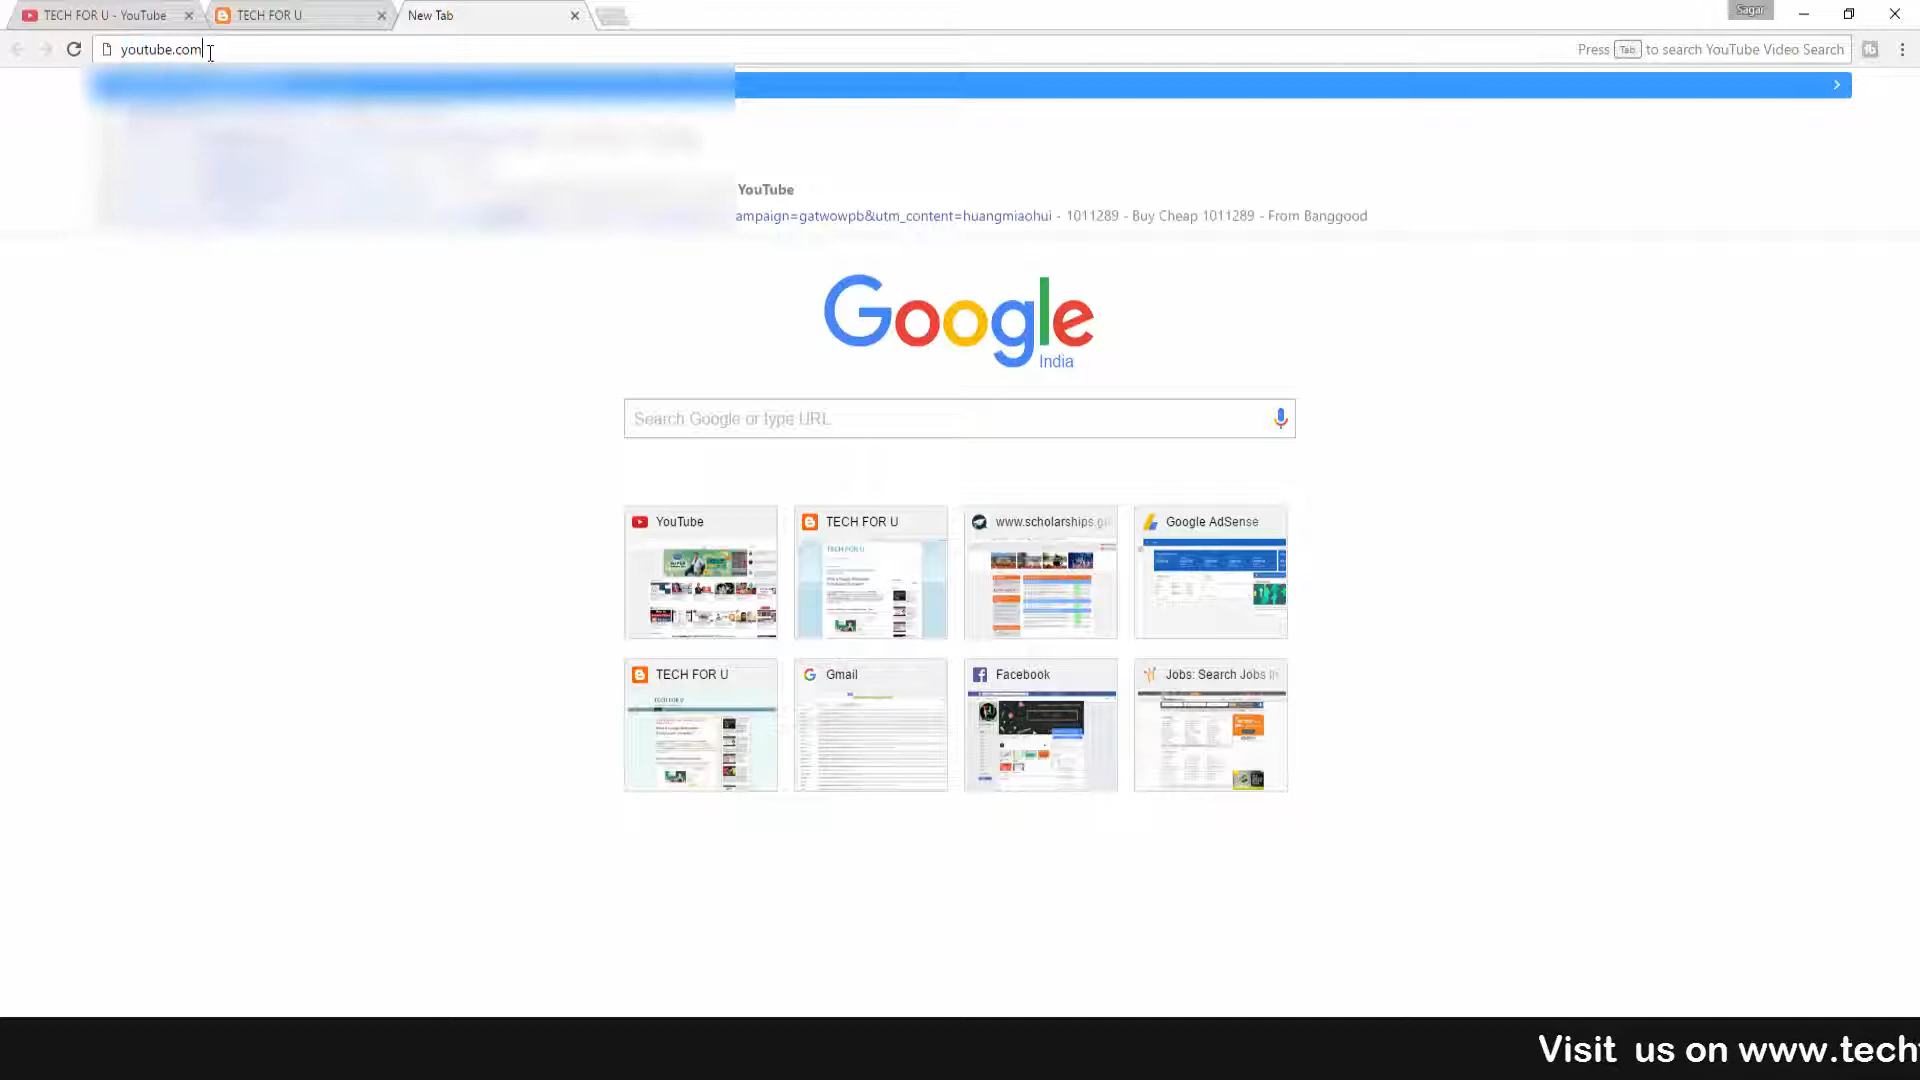 TECH FOR U - YouTube
TECH FOR U
New Tab
Sagar
youtube.com
Press Tab to search YouTube Video Search
YouTube
ampaign=gatwowpb&utm_content=huangmiaohui - 1011289 - Buy Cheap 1011289 - From Banggood
Google
India
Search Google or type URL
YouTube
TECH FOR U
www.scholarships.g
Google AdSense
TECH FOR U
Gmail
Facebook
Jobs: Search Jobs In
Visit us on www.tech